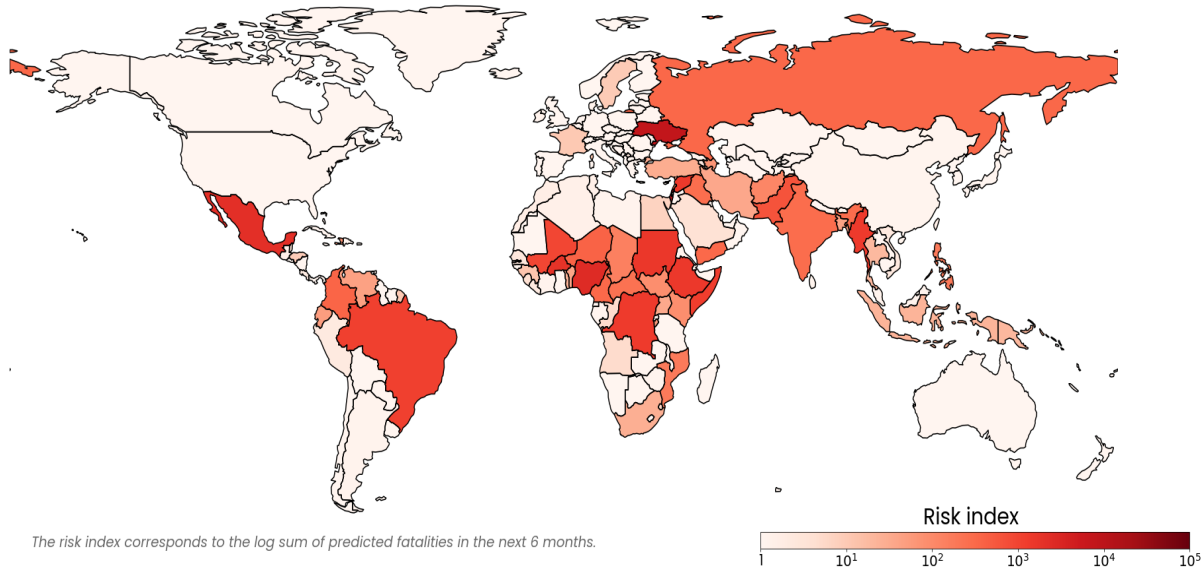 Risk index
The risk index corresponds to the log sum of predicted fatalities in the next 6 months.
1 10¹ 10² 10³ 10⁴ 10⁵